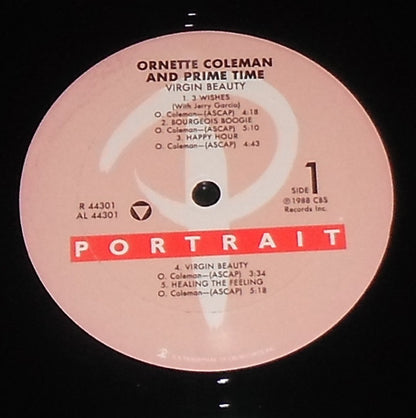 ORNETTE COLEMAN
AND PRIME TIME
VIRGIN BEAUTY
1. 3 WISHES
(With Jerry Garcia)
O. Coleman—(ASCAP) 4:18
2. BOURGEOIS BOOGIE
O. Coleman—(ASCAP) 5:10
3. HAPPY HOUR
O. Coleman—(ASCAP) 4:43
R 44301
AL 44301
SIDE 1
℗ 1988 CBS
Records Inc.
PORTRAIT
4. VIRGIN BEAUTY
O. Coleman—(ASCAP) 3:34
5. HEALING THE FEELING
O. Coleman—(ASCAP) 5:18